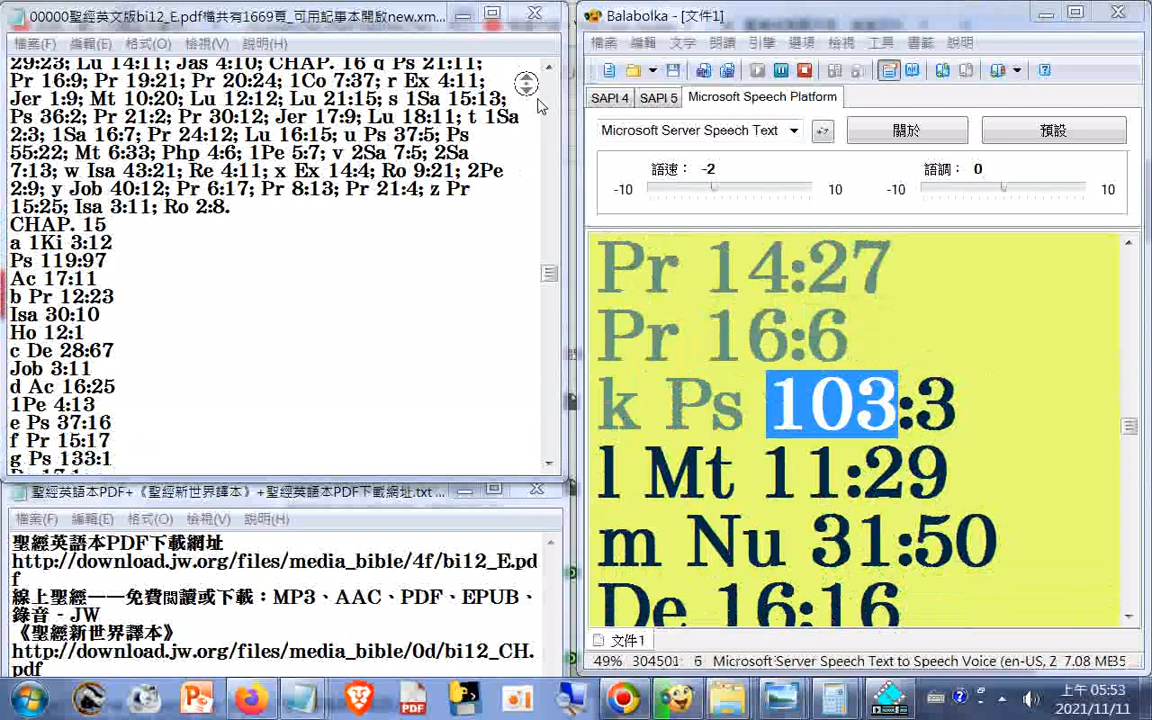 00000聖經英文版bi12_E.pdf檔共有1669頁_可用記事本開啟new.xm...
檔案(F) 編輯(E) 格式(O) 檢視(V) 說明(H)
29:23; Lu 14:11; Jas 4:10; CHAP. 16 q Ps 21:11;
Pr 16:9; Pr 19:21; Pr 20:24; 1Co 7:37; r Ex 4:11;
Jer 1:9; Mt 10:20; Lu 12:12; Lu 21:15; s 1Sa 15:13;
Ps 36:2; Pr 21:2; Pr 30:12; Jer 17:9; Lu 18:11; t 1Sa
2:3; 1Sa 16:7; Pr 24:12; Lu 16:15; u Ps 37:5; Ps
55:22; Mt 6:33; Php 4:6; 1Pe 5:7; v 2Sa 7:5; 2Sa
7:13; w Isa 43:21; Re 4:11; x Ex 14:4; Ro 9:21; 2Pe
2:9; y Job 40:12; Pr 6:17; Pr 8:13; Pr 21:4; z Pr
15:25; Isa 3:11; Ro 2:8.
CHAP. 15
a 1Ki 3:12
Ps 119:97
Ac 17:11
b Pr 12:23
Isa 30:10
Ho 12:1
c De 28:67
Job 3:11
d Ac 16:25
1Pe 4:13
e Ps 37:16
f Pr 15:17
g Ps 133:1
聖經英語本PDF+《聖經新世界譯本》+聖經英語本PDF下載網址.txt ...
檔案(F) 編輯(E) 格式(O) 檢視(V) 說明(H)
聖經英語本PDF下載網址
http://download.jw.org/files/media_bible/4f/bi12_E.pd
f
線上聖經——免費閱讀或下載：MP3、AAC、PDF、EPUB、
錄音 - JW
《聖經新世界譯本》
http://download.jw.org/files/media_bible/0d/bi12_CH.
pdf
Balabolka - [文件1]
檔案 編輯 文字 朗讀 引擎 選項 檢視 工具 書籤 說明
SAPI 4 SAPI 5 Microsoft Speech Platform
Microsoft Server Speech Text 關於 預設
語速： -2 語調： 0
-10 10 -10 10
Pr 14:27
Pr 16:6
k Ps 103:3
l Mt 11:29
m Nu 31:50
De 16:16
文件1
49% 304501 6 Microsoft Server Speech Text to Speech Voice (en-US, 2 7.08 MB
上午 05:53
2021/11/11